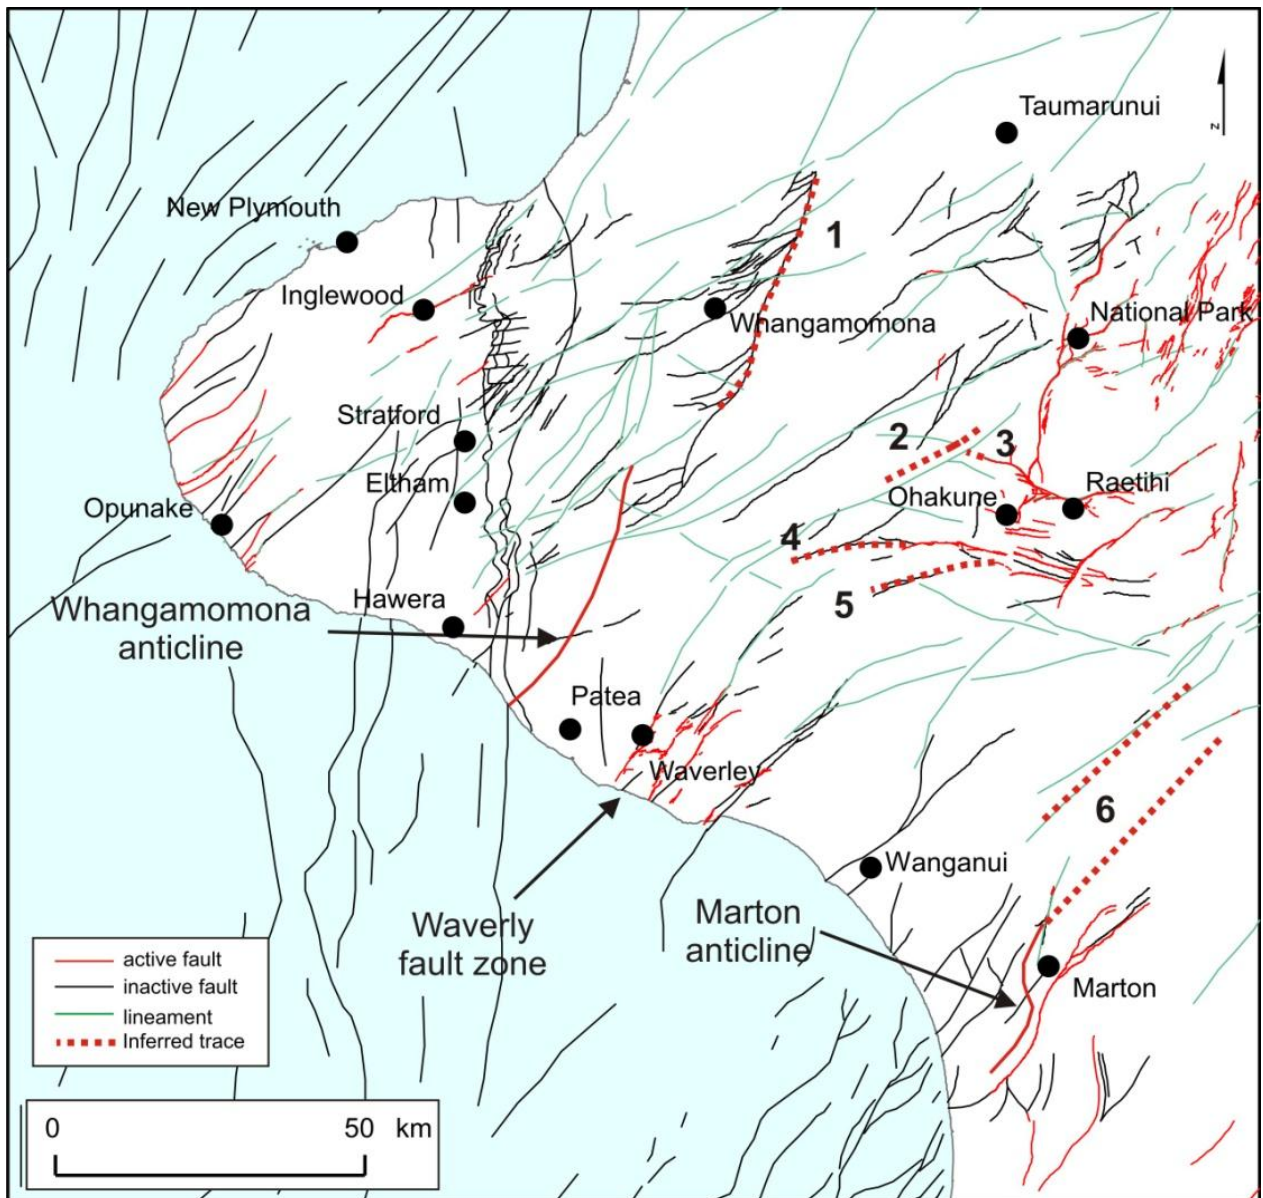 Taumarunui
z
New Plymouth
1
Inglewood
Whangamomona
National Park
Stratford
2
3
Eltham
Ohakune
Raetihi
Opunake
4
5
Hawera
Whangamomona
anticline
Patea
Waverley
6
Wanganui
Waverly
fault zone
Marton
anticline
Marton
active fault
inactive fault
lineament
Inferred trace
0 50 km